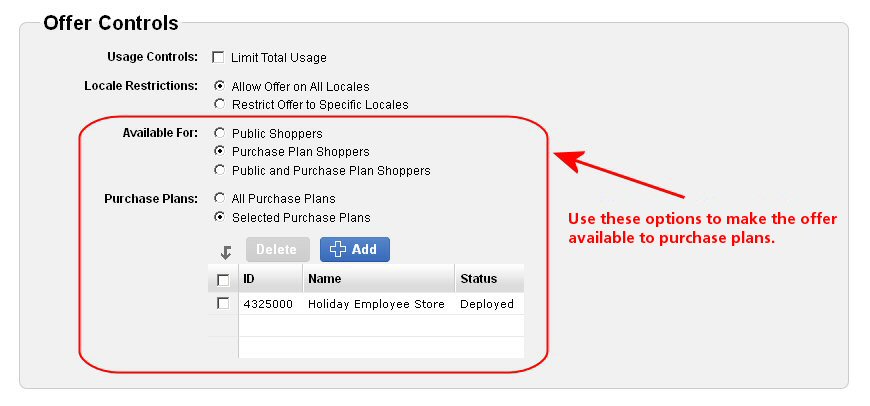 Offer Controls
Usage Controls: Limit Total Usage
Locale Restrictions: Allow Offer on All Locales
Restrict Offer to Specific Locales
Available For: Public Shoppers
Purchase Plan Shoppers
Public and Purchase Plan Shoppers
Purchase Plans: All Purchase Plans
Selected Purchase Plans
Use these options to make the offer
available to purchase plans.
Delete Add
ID Name Status
4325000 Holiday Employee Store Deployed